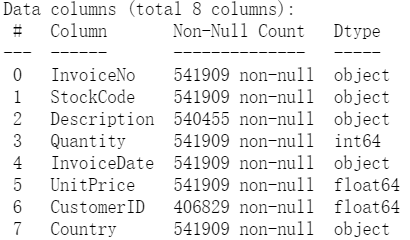 Data columns (total 8 columns):
 #   Column       Non-Null Count   Dtype
---  ------       --------------   -----
 0   InvoiceNo    541909 non-null  object
 1   StockCode    541909 non-null  object
 2   Description  540455 non-null  object
 3   Quantity     541909 non-null  int64
 4   InvoiceDate  541909 non-null  object
 5   UnitPrice    541909 non-null  float64
 6   CustomerID   406829 non-null  float64
 7   Country      541909 non-null  object